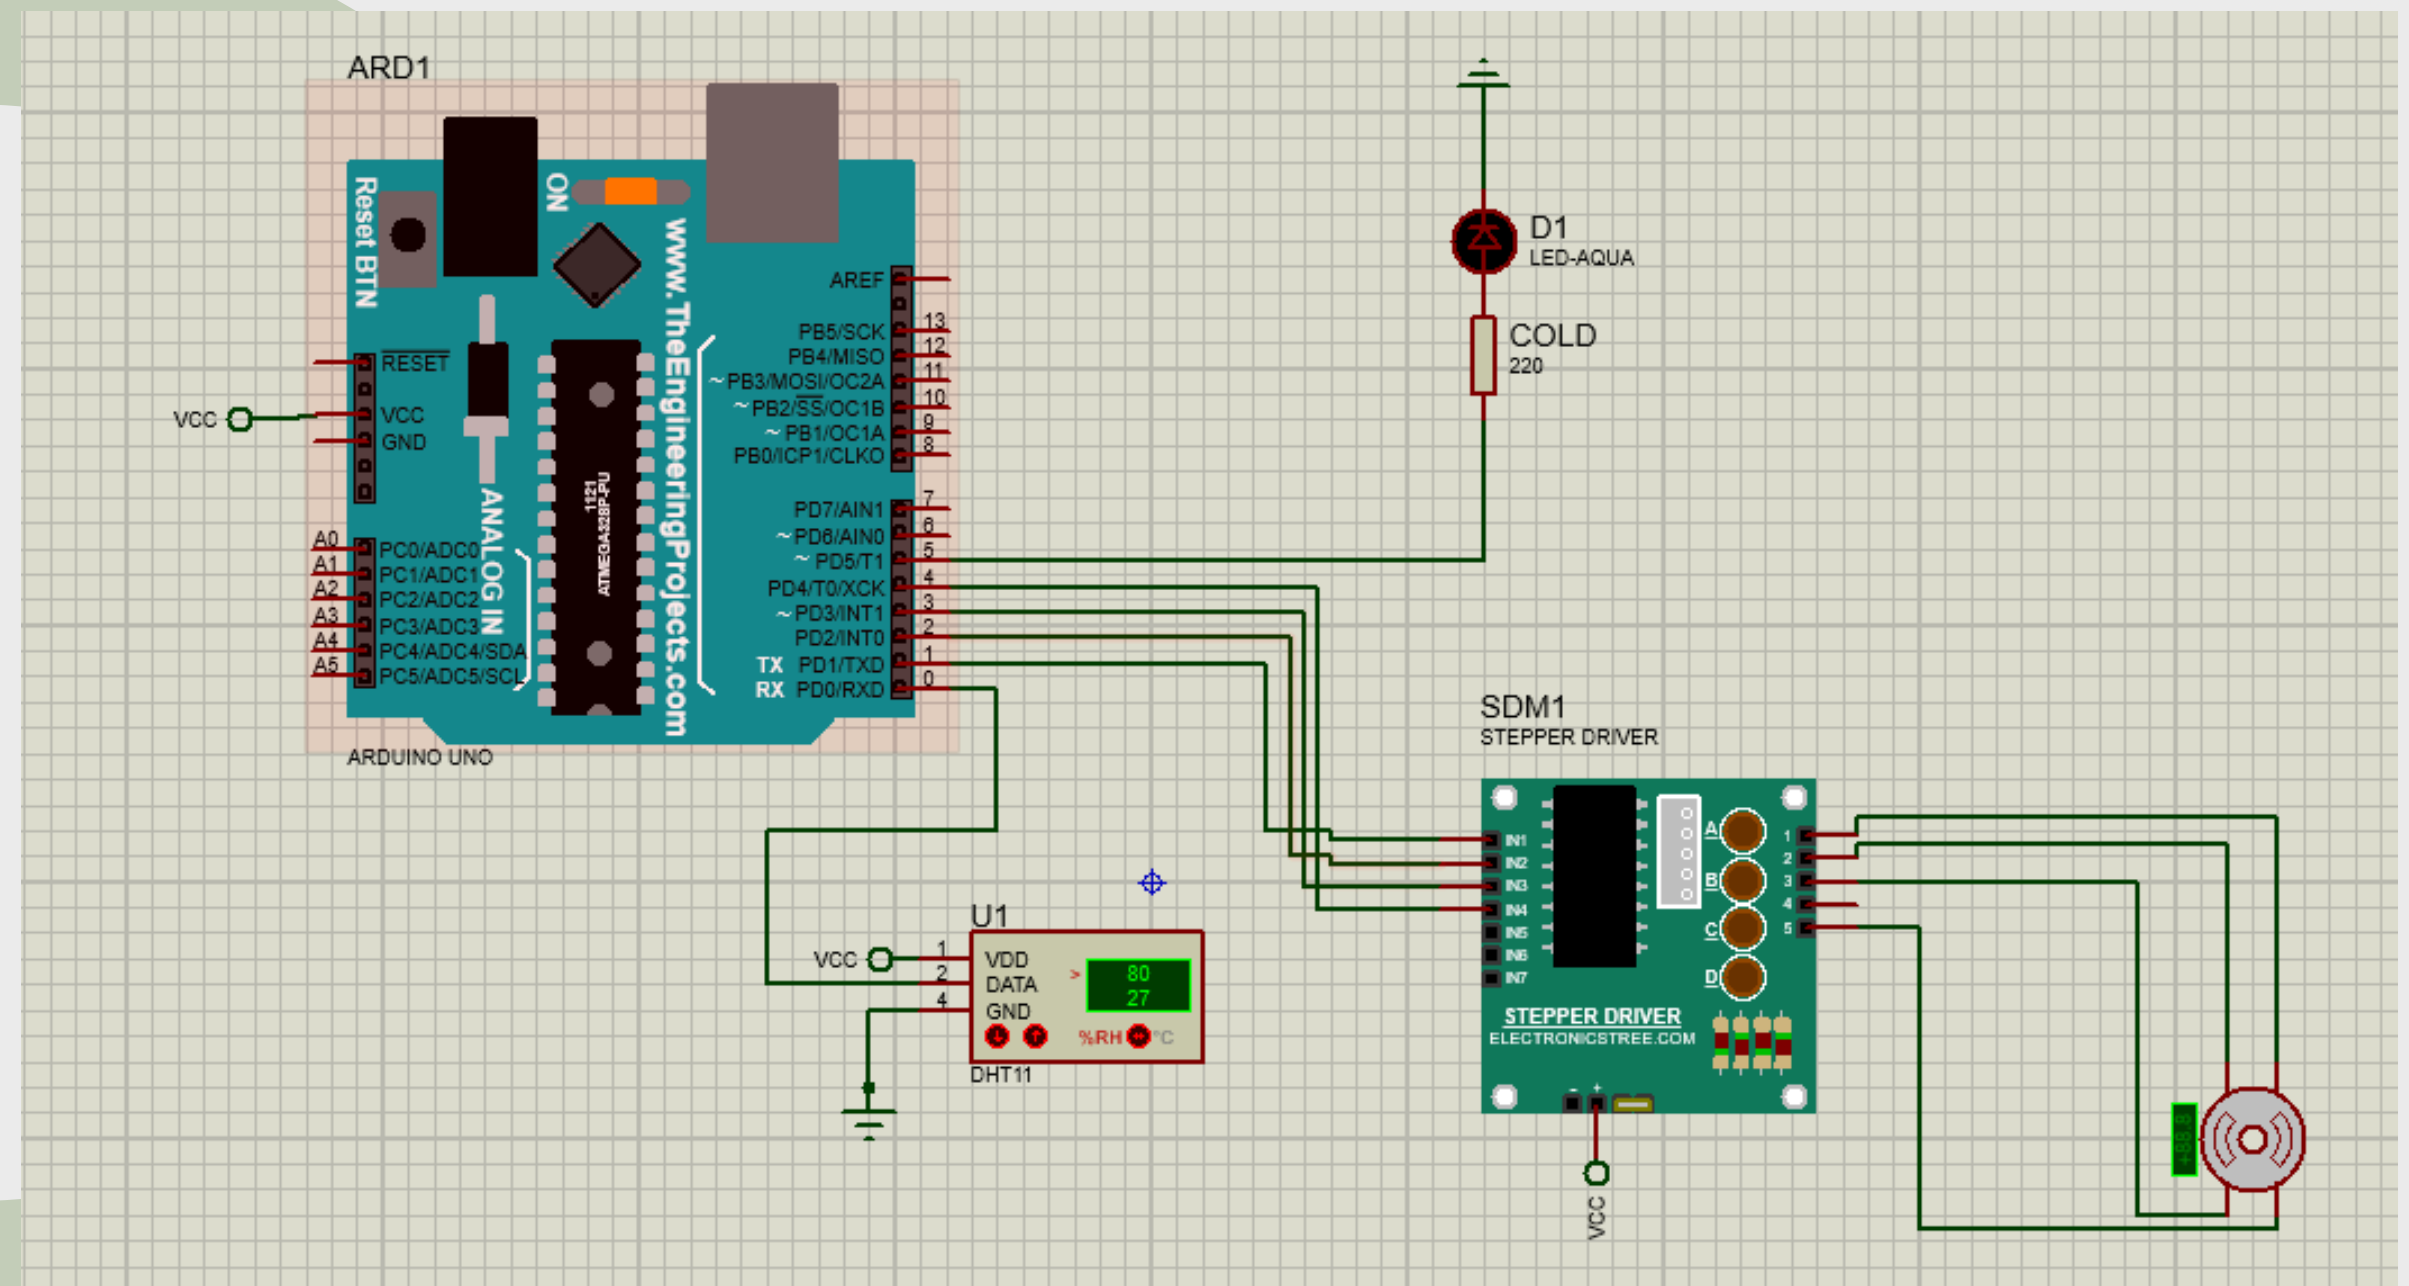 ARD1
Reset BTN
ON
www.TheEngineeringProjects.com
AREF
PB5/SCK 13
PB4/MISO 12
~PB3/MOSI/OC2A 11
~PB2/SS/OC1B 10
~PB1/OC1A 9
PB0/ICP1/CLKO 8
PD7/AIN1 7
~PD6/AIN0 6
~PD5/T1 5
PD4/T0/XCK 4
~PD3/INT1 3
PD2/INT0 2
TX PD1/TXD 1
RX PD0/RXD 0
RESET
VCC VCC
GND
A0 PC0/ADC0
A1 PC1/ADC1
A2 PC2/ADC2
A3 PC3/ADC3
A4 PC4/ADC4/SDA
A5 PC5/ADC5/SCL
ANALOG IN
1121
ATMEGA328P-PU
ARDUINO UNO
D1
LED-AQUA
COLD
220
U1
VCC 1 VDD
2 DATA
4 GND
> 80
27
%RH °C
DHT11
SDM1
STEPPER DRIVER
IN1
IN2
IN3
IN4
IN5
IN6
IN7
A
B
C
D
1
2
3
4
5
STEPPER DRIVER
ELECTRONICSTREE.COM
- +
VCC
+88.8